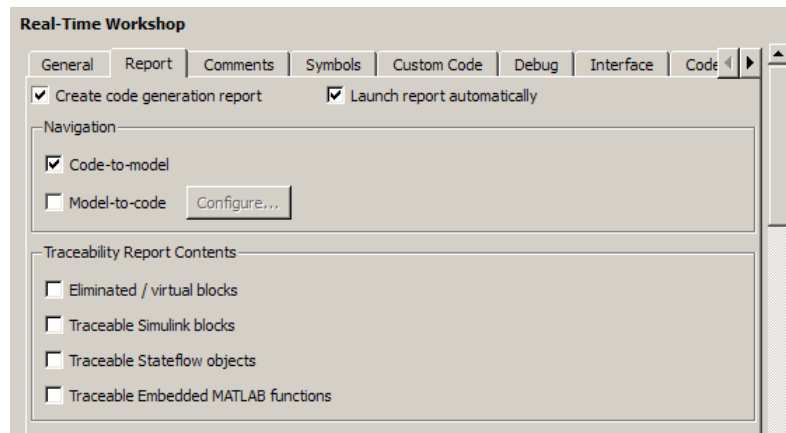 Real-Time Workshop
General Report Comments Symbols Custom Code Debug Interface Code
Create code generation report Launch report automatically
Navigation
Code-to-model
Model-to-code Configure...
Traceability Report Contents
Eliminated / virtual blocks
Traceable Simulink blocks
Traceable Stateflow objects
Traceable Embedded MATLAB functions